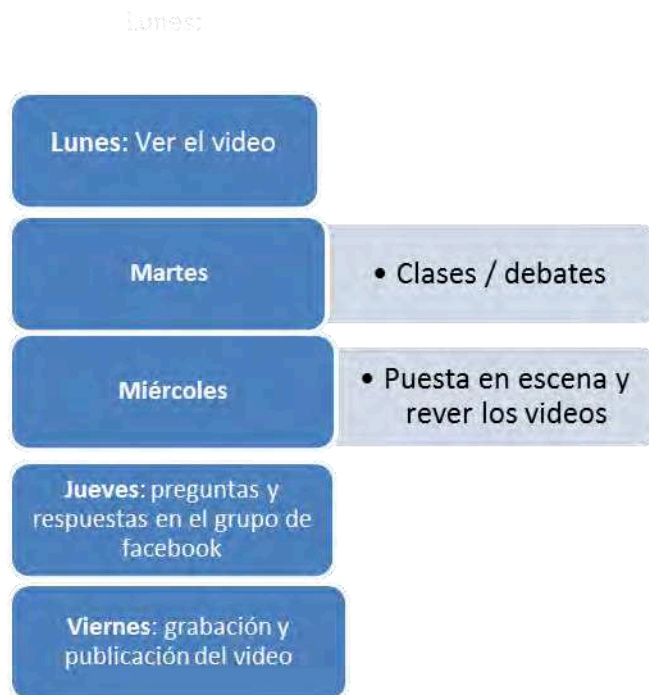 Lunes:
Lunes: Ver el video
Martes
• Clases / debates
Miércoles
• Puesta en escena y
rever los videos
Jueves: preguntas y
respuestas en el grupo de
facebook
Viernes: grabación y
publicación del video